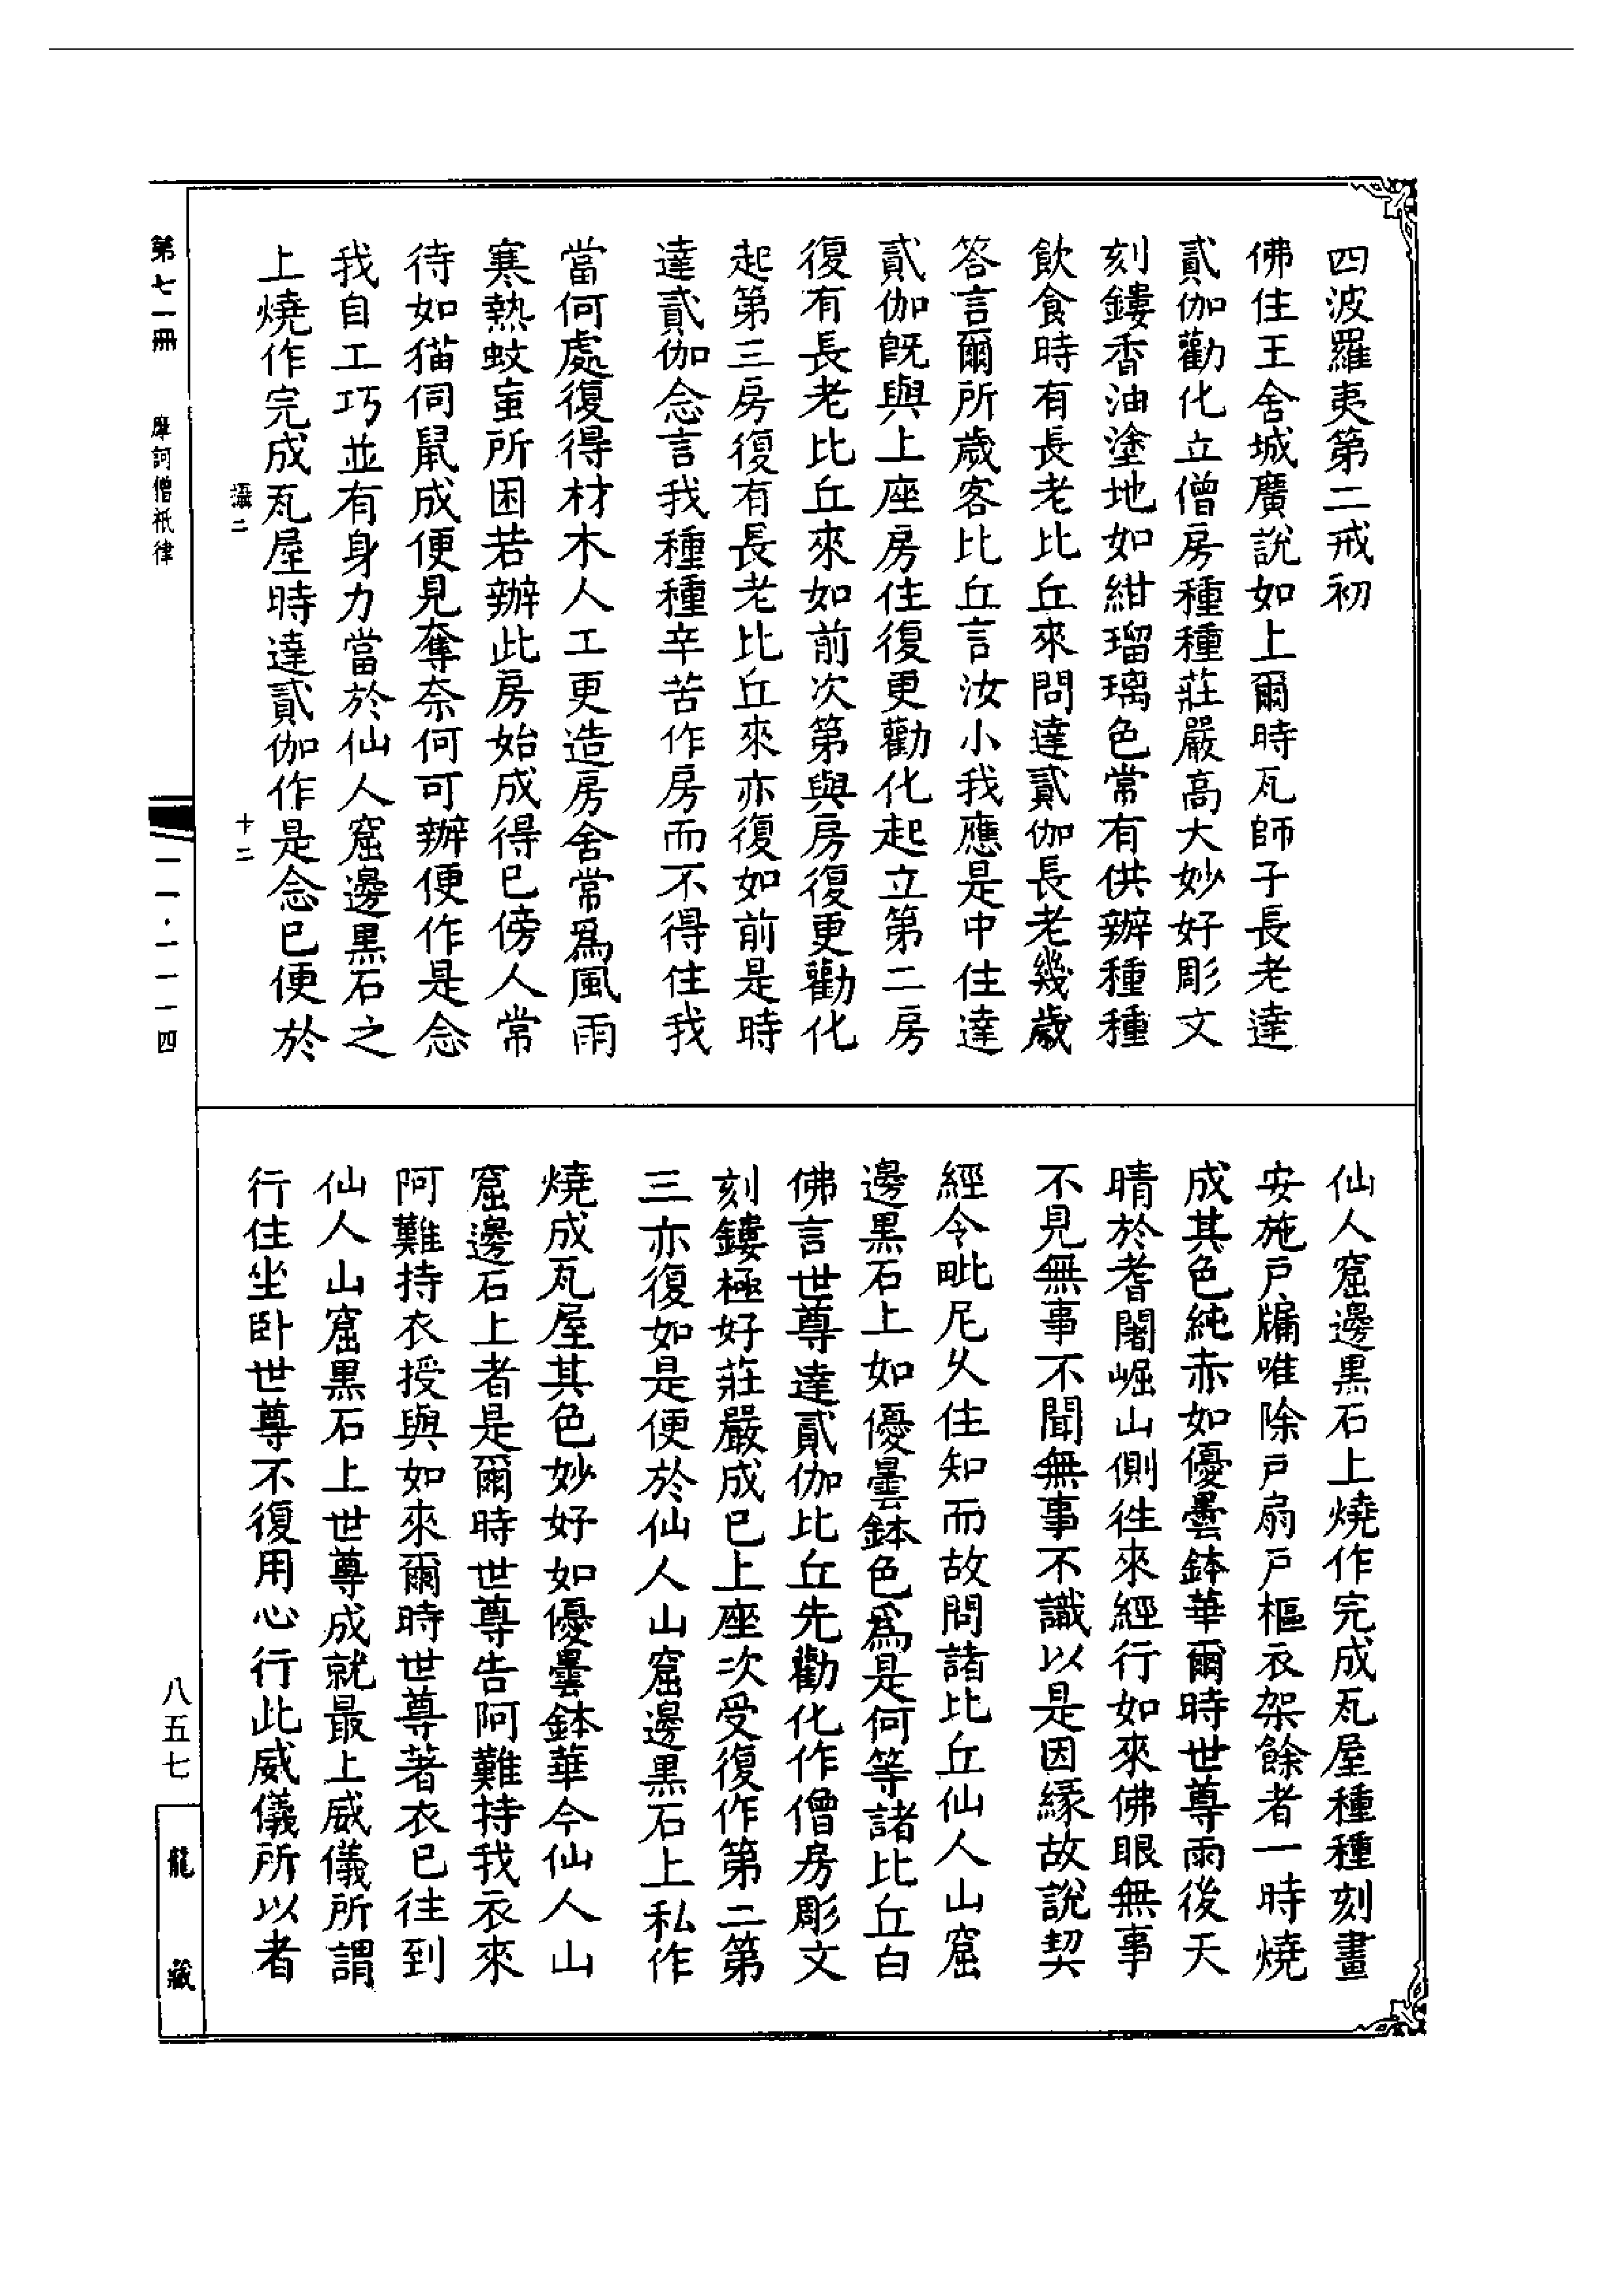 四波羅夷第二戒初
佛住王舍城廣說如上爾時瓦師子長老達
貳伽勸化立僧房種種莊嚴高大妙好彫文
刻鏤香油塗地如紺瑠璃色常有供辦種種
飲食時有長老比丘來問達貳伽長老幾歲
答言爾所歲客比丘言汝小我應是中住達
貳伽既與上座房住復更勸化起立第二房
復有長老比丘來如前次第與房復更勸化
起第三房復有長老比丘來亦復如前是時
達貳伽念言我種種辛苦作房而不得住我
當何處復得材木人工更造房舍常爲風雨
寒熱蚊䖟所困若辦此房始成得已傍人常
待如猫伺鼠成便見奪奈何可辦便作是念
我自工巧並有身力當於仙人窟邊黑石之
上燒作完成瓦屋時達貳伽作是念已便於
仙人窟邊黑石上燒作完成瓦屋種種刻畫
安施戶牖唯除戶扇戶樞衣架餘者一時燒
成其色純赤如優曇鉢華爾時世尊雨後天
晴於耆闍崛山側徃來經行如來佛眼無事
不見無事不聞無事不識以是因緣故說契
經令毗尼久住知而故問諸比丘仙人山窟
邊黑石上如優曇鉢色爲是何等諸比丘白
佛言世尊達貳伽比丘先勸化作僧房彫文
刻鏤極好莊嚴成已上座次受復作第二第
三亦復如是便於仙人山窟邊黑石上私作
燒成瓦屋其色妙好如優曇鉢華今仙人山
窟邊石上者是爾時世尊告阿難持我衣來
阿難持衣授與如來爾時世尊著衣已往到
仙人山窟黑石上世尊成就最上威儀所謂
行住坐卧世尊不復用心行此威儀所以者
第七一冊
摩訶僧祇律
攝二
十二
一一·一一一四
八五七
龍藏